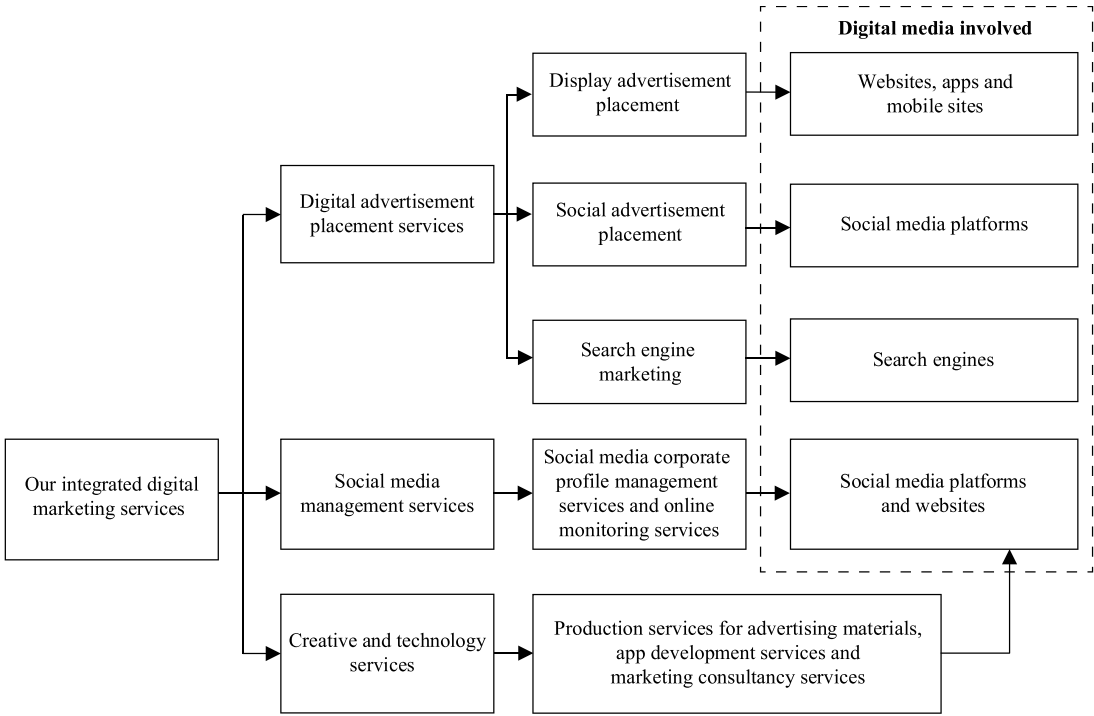 Digital media involved
Display advertisement
placement
Websites, apps and
mobile sites
Digital advertisement
placement services
Social advertisement
placement
Social media platforms
Search engine
marketing
Search engines
Our integrated digital
marketing services
Social media
management services
Social media corporate
profile management
services and online
monitoring services
Social media platforms
and websites
Creative and technology
services
Production services for advertising materials,
app development services and
marketing consultancy services